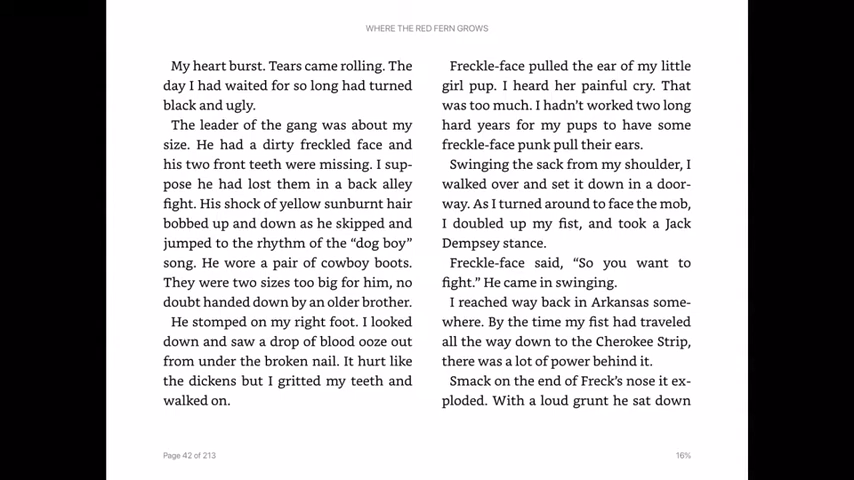 WHERE THE RED FERN GROWS
My heart burst. Tears came rolling. The
day I had waited for so long had turned
black and ugly.
The leader of the gang was about my
size. He had a dirty freckled face and
his two front teeth were missing. I sup-
pose he had lost them in a back alley
fight. His shock of yellow sunburnt hair
bobbed up and down as he skipped and
jumped to the rhythm of the “dog boy”
song. He wore a pair of cowboy boots.
They were two sizes too big for him, no
doubt handed down by an older brother.
He stomped on my right foot. I looked
down and saw a drop of blood ooze out
from under the broken nail. It hurt like
the dickens but I gritted my teeth and
walked on.
Freckle-face pulled the ear of my little
girl pup. I heard her painful cry. That
was too much. I hadn’t worked two long
hard years for my pups to have some
freckle-face punk pull their ears.
Swinging the sack from my shoulder, I
walked over and set it down in a door-
way. As I turned around to face the mob,
I doubled up my fist, and took a Jack
Dempsey stance.
Freckle-face said, “So you want to
fight.” He came in swinging.
I reached way back in Arkansas some-
where. By the time my fist had traveled
all the way down to the Cherokee Strip,
there was a lot of power behind it.
Smack on the end of Freck’s nose it ex-
ploded. With a loud grunt he sat down
Page 42 of 213
16%